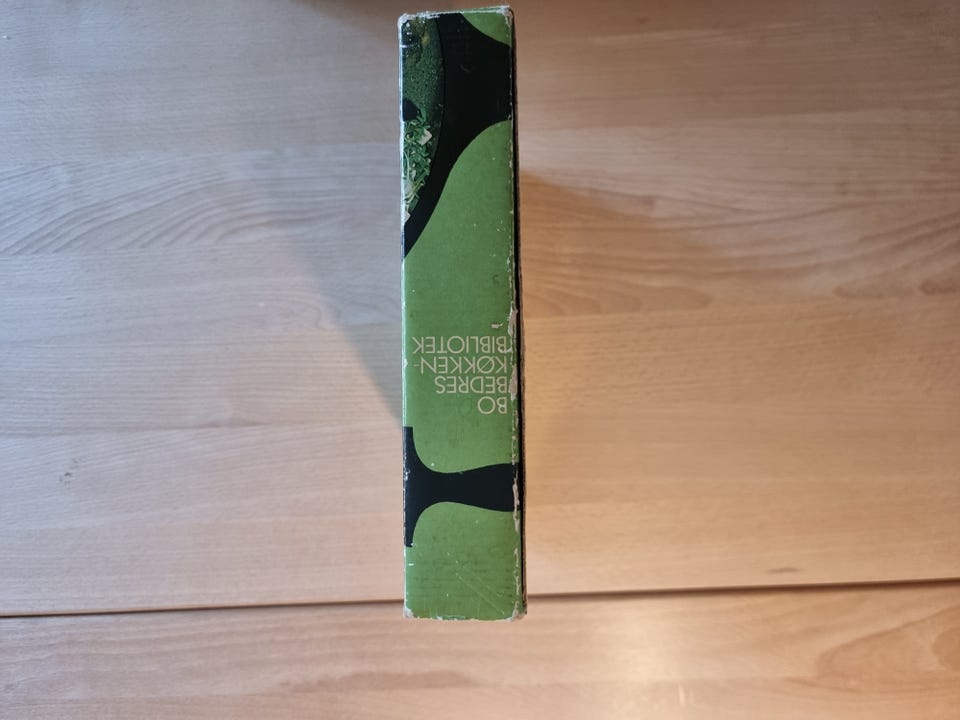 BO
BEDRES
KØKKEN-
BIBLIOTEK